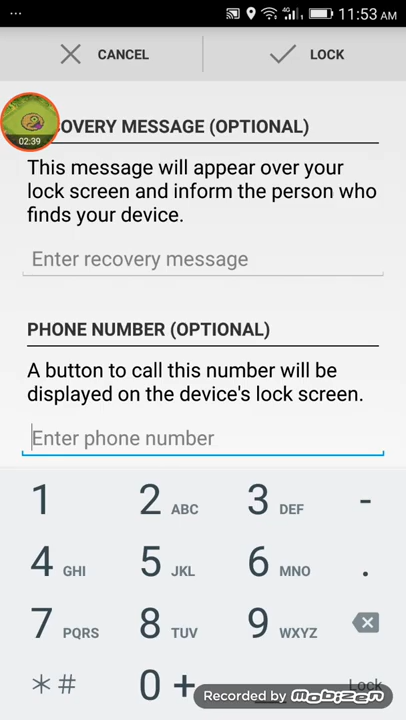 11:53 AM
CANCEL
LOCK
02:39
OVERY MESSAGE (OPTIONAL)
This message will appear over your
lock screen and inform the person who
finds your device.
Enter recovery message
PHONE NUMBER (OPTIONAL)
A button to call this number will be
displayed on the device's lock screen.
Enter phone number
1 2 ABC 3 DEF -
4 GHI 5 JKL 6 MNO .
7 PQRS 8 TUV 9 WXYZ
*# 0 + Lock
Recorded by mobizen